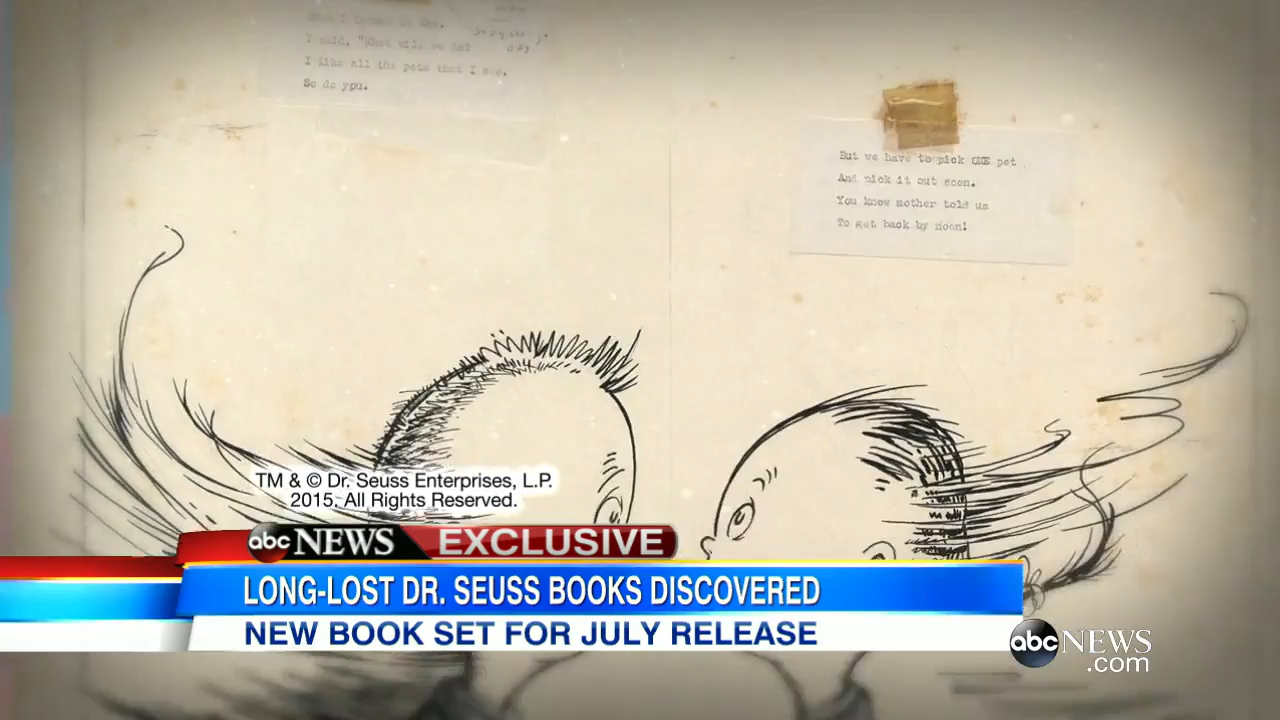 I said, "What will we do?
I like all the pets that I see.
So do you.
But we have to pick ONE pet
And pick it out soon.
You know mother told us
To get back by noon!
TM & © Dr. Seuss Enterprises, L.P.
2015. All Rights Reserved.
abc NEWS EXCLUSIVE
LONG-LOST DR. SEUSS BOOKS DISCOVERED
NEW BOOK SET FOR JULY RELEASE
abc NEWS
.com